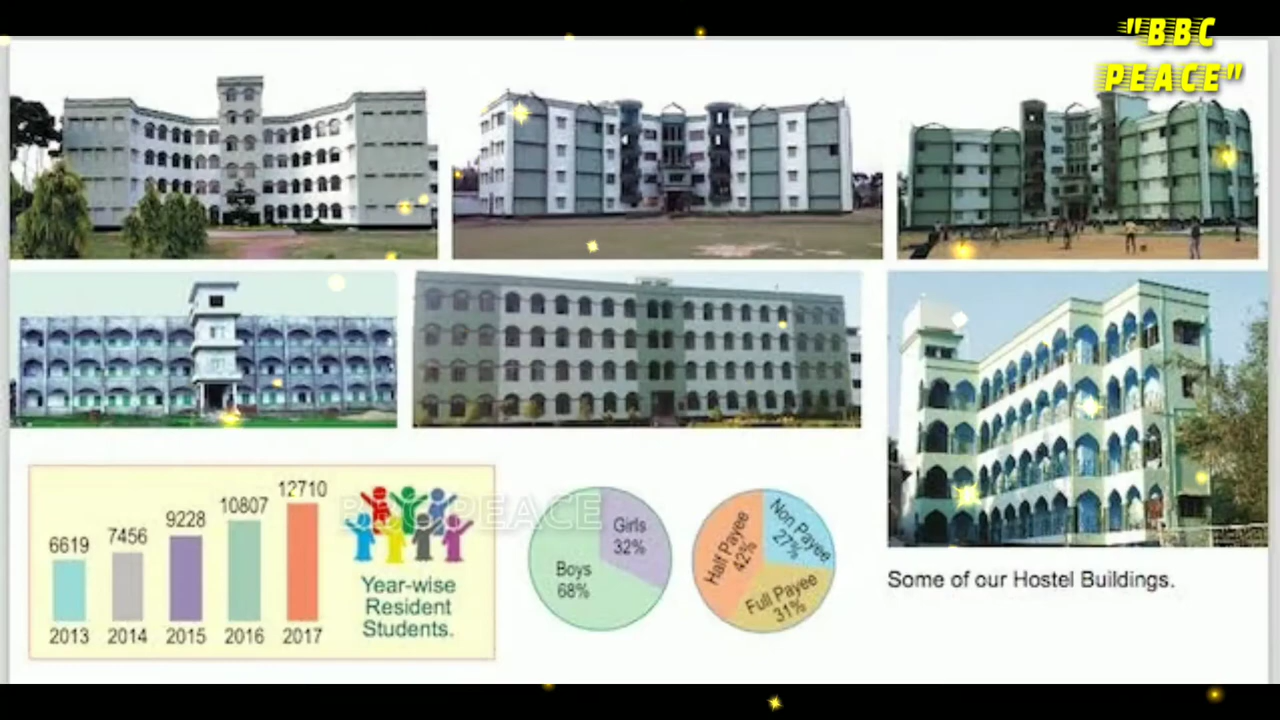 "BBC
PEACE"
12710
10807
9228
7456
6619
2013 2014 2015 2016 2017
Year-wise
Resident
Students.
PEACE
Girls
32%
Boys
68%
Half Payee
42%
Non Payee
27%
Full Payee
31%
Some of our Hostel Buildings.